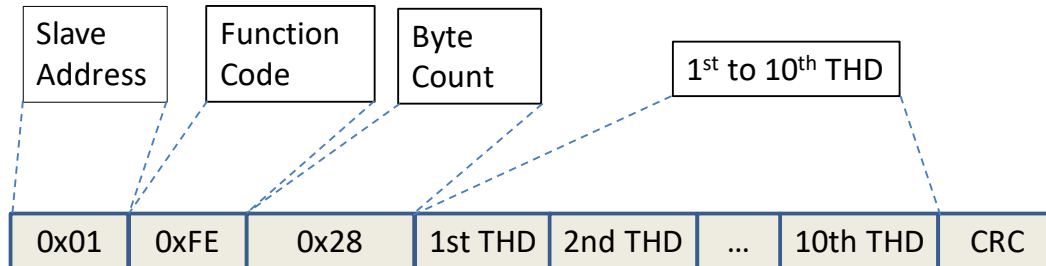 Slave
Address
Function
Code
Byte
Count
1st to 10th THD
0x01 0xFE 0x28 1st THD 2nd THD ... 10th THD CRC